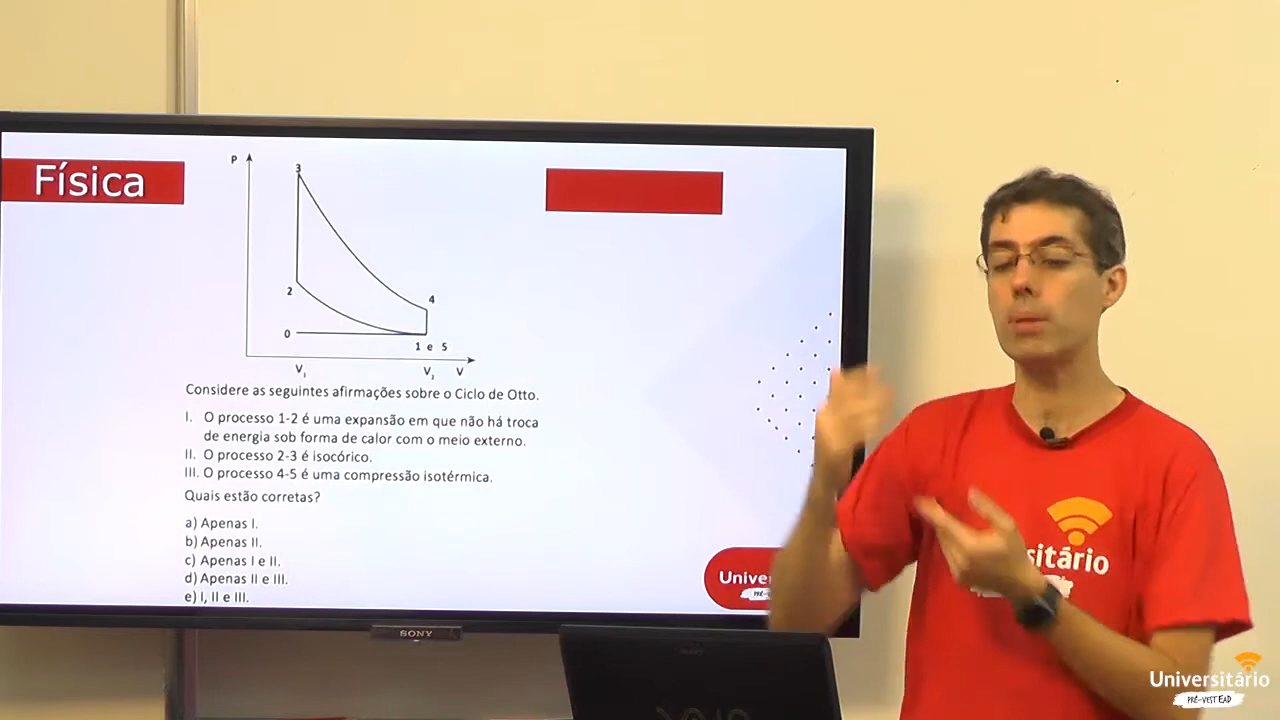 Física
P
3
2
4
0
1 e 5
V₁
V₂
V
Considere as seguintes afirmações sobre o Ciclo de Otto.
I. O processo 1-2 é uma expansão em que não há troca
de energia sob forma de calor com o meio externo.
II. O processo 2-3 é isocórico.
III. O processo 4-5 é uma compressão isotérmica.
Quais estão corretas?
a) Apenas I.
b) Apenas II.
c) Apenas I e II.
d) Apenas II e III.
e) I, II e III.
SONY
Universitário
PRÉ-VEST EAD